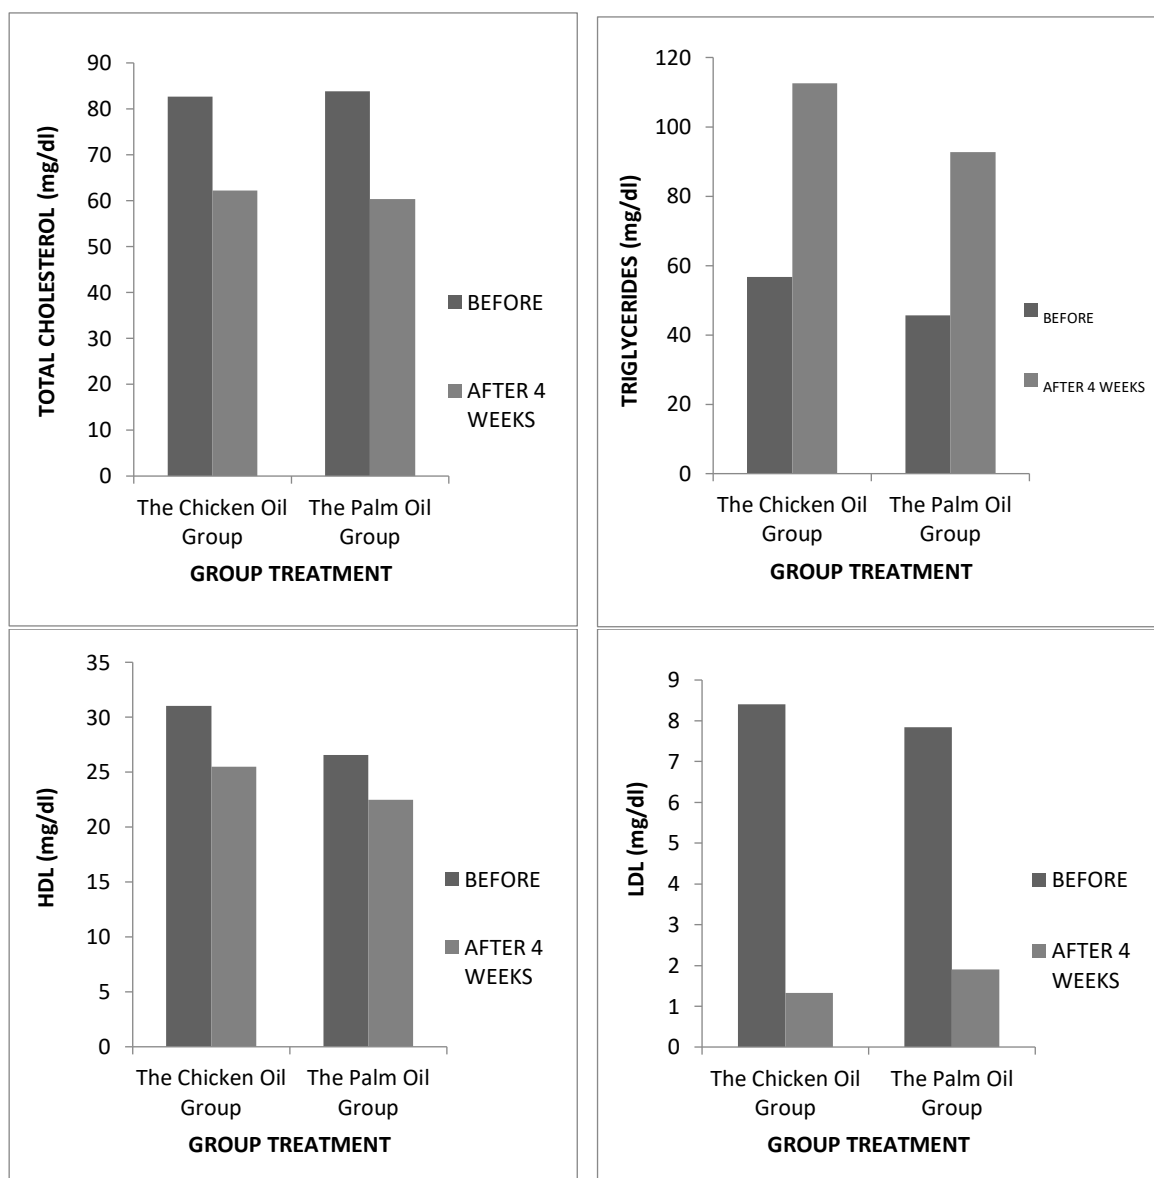 TOTAL CHOLESTEROL (mg/dl)
90
80
70
60
50
40
30
20
10
0
The Chicken Oil
Group
The Palm Oil
Group
GROUP TREATMENT
BEFORE
AFTER 4
WEEKS
TRIGLYCERIDES (mg/dl)
120
100
80
60
40
20
0
The Chicken Oil
Group
The Palm Oil
Group
GROUP TREATMENT
BEFORE
AFTER 4 WEEKS
HDL (mg/dl)
35
30
25
20
15
10
5
0
The Chicken Oil
Group
The Palm Oil
Group
GROUP TREATMENT
BEFORE
AFTER 4
WEEKS
LDL (mg/dl)
9
8
7
6
5
4
3
2
1
0
The Chicken Oil
Group
The Palm Oil
Group
GROUP TREATMENT
BEFORE
AFTER 4
WEEKS